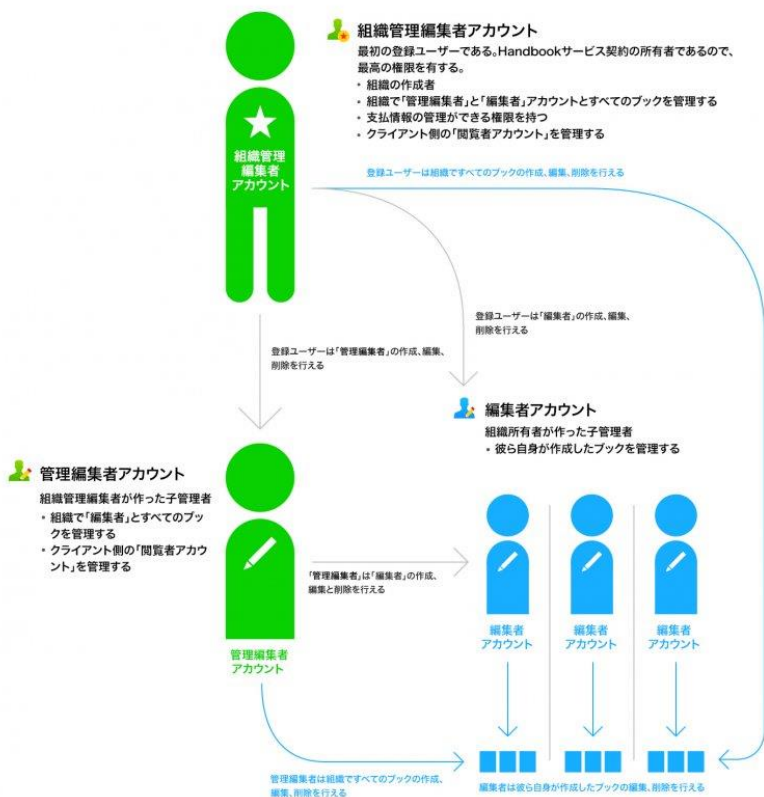 組織管理編集者アカウント
最初の登録ユーザーである。Handbookサービス契約の所有者であるので、
最高の権限を有する。
・組織の作成者
・組織で「管理編集者」と「編集者」アカウントとすべてのブックを管理する
・支払情報の管理ができる権限を持つ
・クライアント側の「閲覧者アカウント」を管理する
組織管理
編集者
アカウント
登録ユーザーは組織ですべてのブックの作成、編集、削除を行える
登録ユーザーは「編集者」の作成、編集、
削除を行える
登録ユーザーは「管理編集者」の作成、編集、
削除を行える
編集者アカウント
組織所有者が作った子管理者
・彼ら自身が作成したブックを管理する
管理編集者アカウント
組織管理編集者が作った子管理者
・組織で「編集者」とすべてのブッ
クを管理する
・クライアント側の「閲覧者アカウ
ント」を管理する
「管理編集者」は「編集者」の作成、
編集と削除を行える
管理編集者
アカウント
編集者
アカウント
編集者
アカウント
編集者
アカウント
管理編集者は組織ですべてのブックの作成、
編集、削除を行える
編集者は彼ら自身が作成したブックの編集、削除を行える